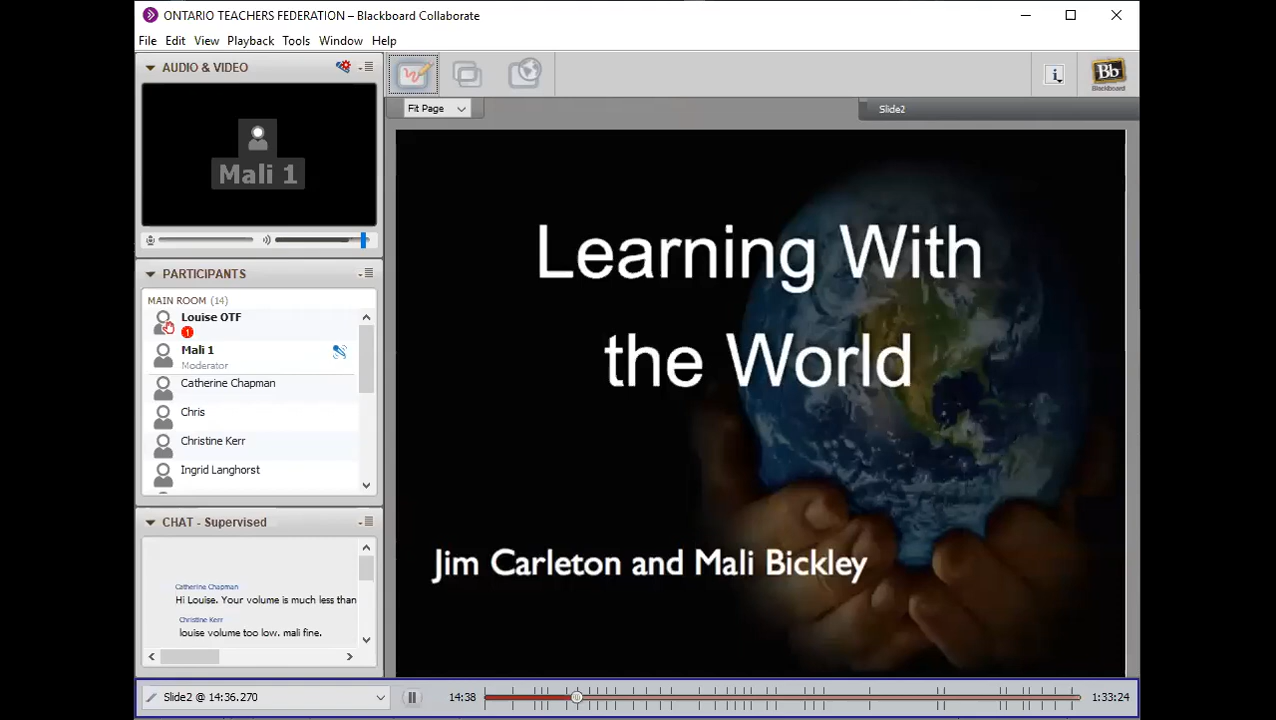 ONTARIO TEACHERS FEDERATION – Blackboard Collaborate
File Edit View Playback Tools Window Help
AUDIO & VIDEO
Mali 1
PARTICIPANTS
MAIN ROOM (14)
Louise OTF
1
Mali 1
Moderator
Catherine Chapman
Chris
Christine Kerr
Ingrid Langhorst
CHAT - Supervised
Catherine Chapman
Hi Louise. Your volume is much less than
Christine Kerr
louise volume too low. mali fine.
Fit Page
Slide2
i
Bb
Blackboard
Learning With
the World
Jim Carleton and Mali Bickley
Slide2 @ 14:36.270
14:38
1:33:24